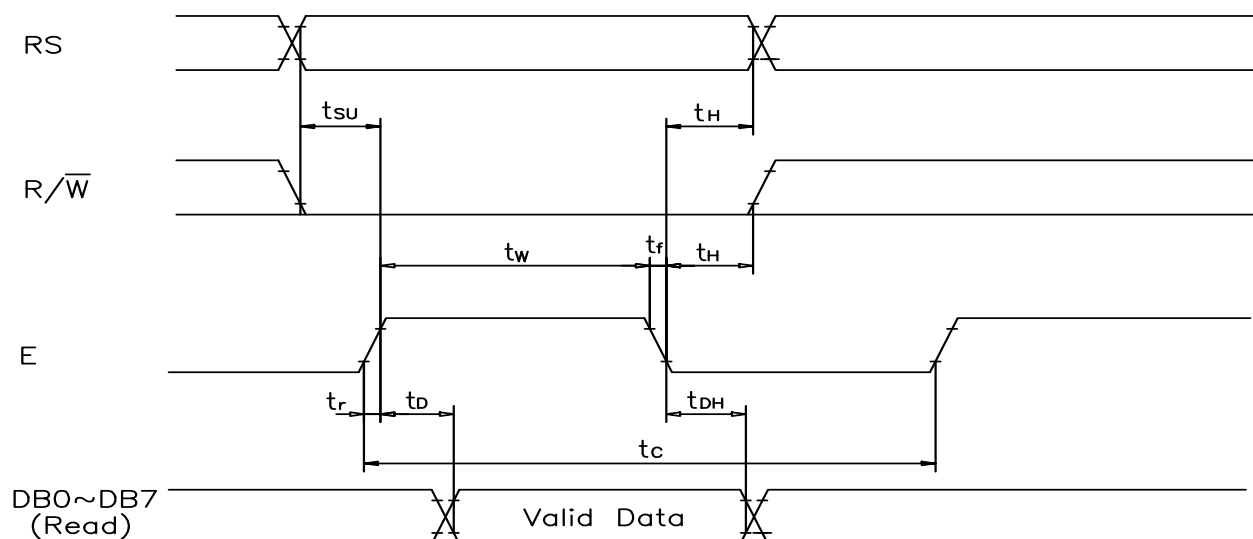 RS
tsu
tH
R/W̅
tw
tf
tH
E
tr
tD
tDH
tc
DB0~DB7
(Read)
Valid Data